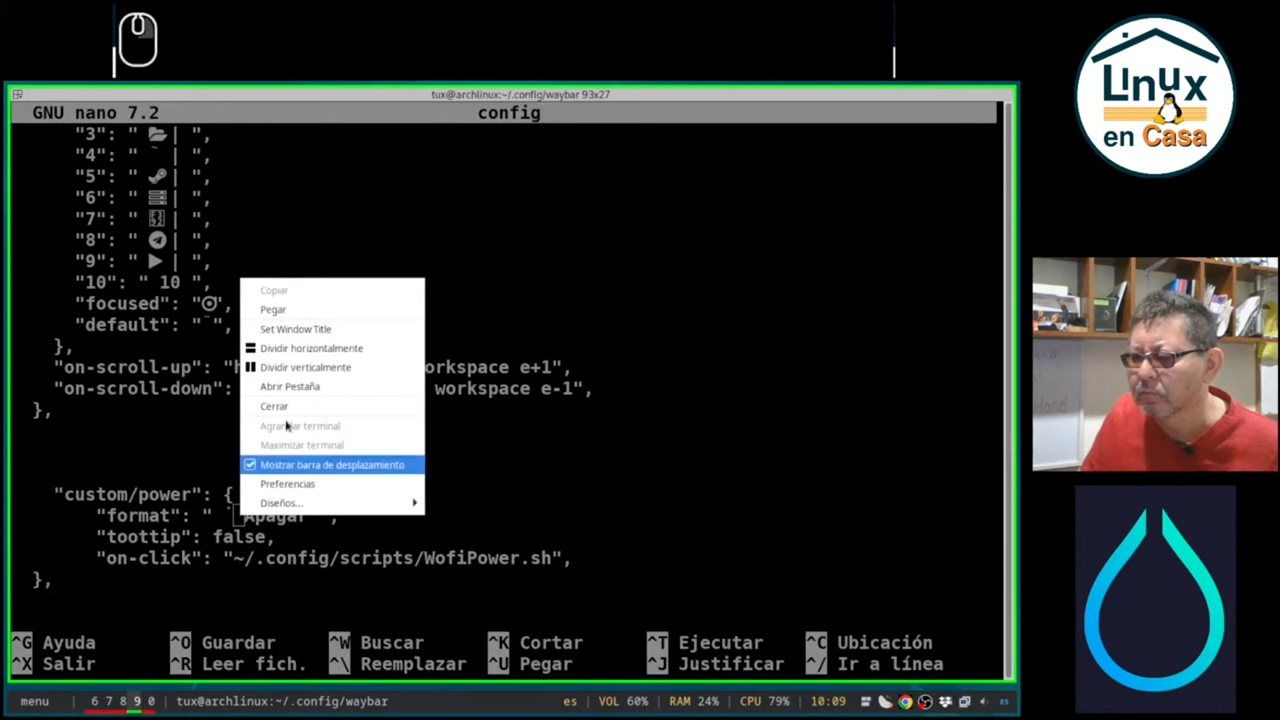 tux@archlinux:~/.config/waybar 93x27
GNU nano 7.2 config
"3": " | ",
"4": " | ",
"5": " | ",
"6": " | ",
"7": " | ",
"8": " | ",
"9": " | ",
"10": " 10 ",
"focused": "",
"default": "",
},
"on-scroll-up": "h workspace e+1",
"on-scroll-down": workspace e-1",
},
"custom/power": {
"format": " Apagar ",
"toottip": false,
"on-click": "~/.config/scripts/WofiPower.sh",
},
Copiar
Pegar
Set Window Title
Dividir horizontalmente
Dividir verticalmente
Abrir Pestaña
Cerrar
Agrandar terminal
Maximizar terminal
Mostrar barra de desplazamiento
Preferencias
Diseños...
^G Ayuda ^O Guardar ^W Buscar ^K Cortar ^T Ejecutar ^C Ubicación
^X Salir ^R Leer fich. ^\ Reemplazar ^U Pegar ^J Justificar ^/ Ir a línea
menu | 6 7 8 9 0 | tux@archlinux:~/.config/waybar es | VOL 60% | RAM 24% | CPU 79% | 10:09 ES
LInux
en Casa